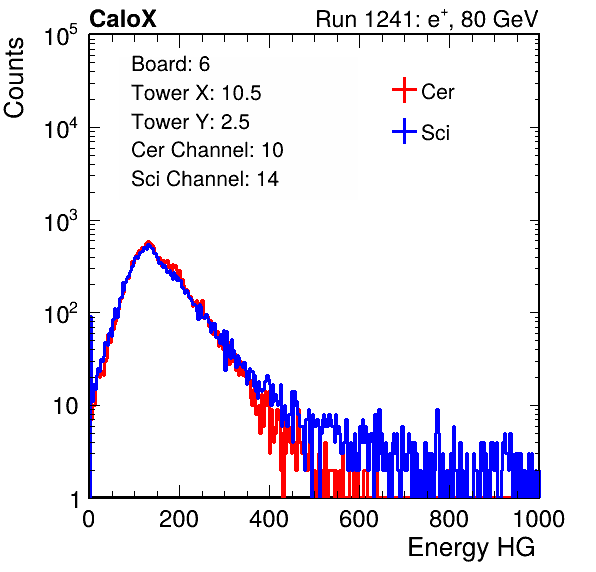 CaloX Run 1241: e⁺, 80 GeV
Counts
Board: 6
Tower X: 10.5
Tower Y: 2.5
Cer Channel: 10
Sci Channel: 14
Cer
Sci
10⁵
10⁴
10³
10²
10
1
0 200 400 600 800 1000
Energy HG